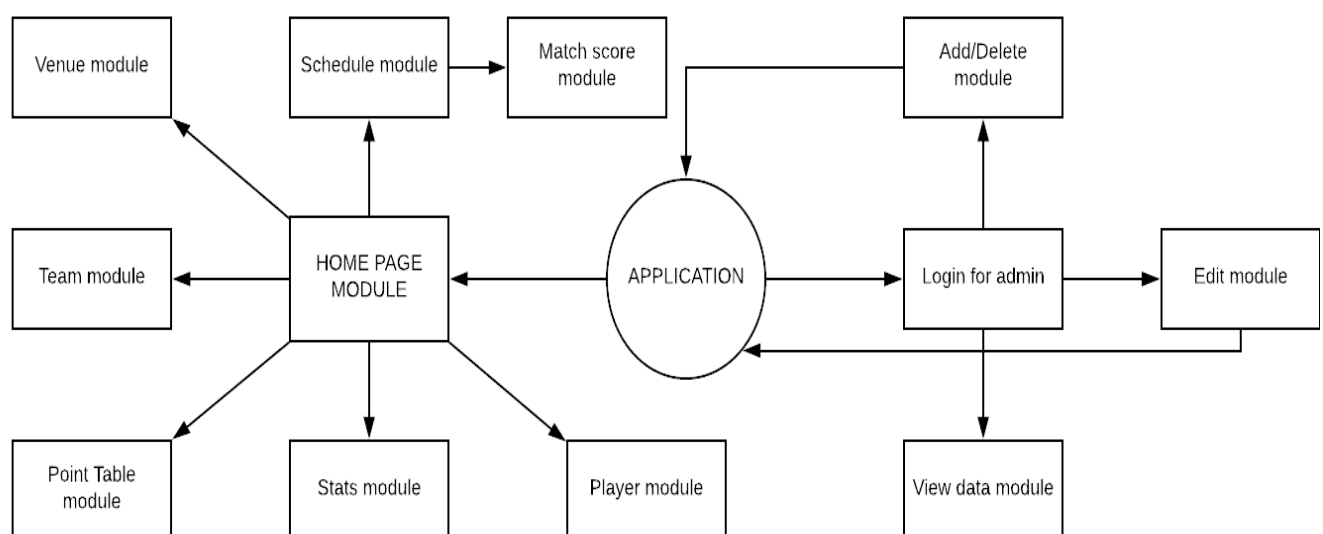 Venue module
Schedule module
Match score
module
Add/Delete
module
Team module
HOME PAGE
MODULE
APPLICATION
Login for admin
Edit module
Point Table
module
Stats module
Player module
View data module